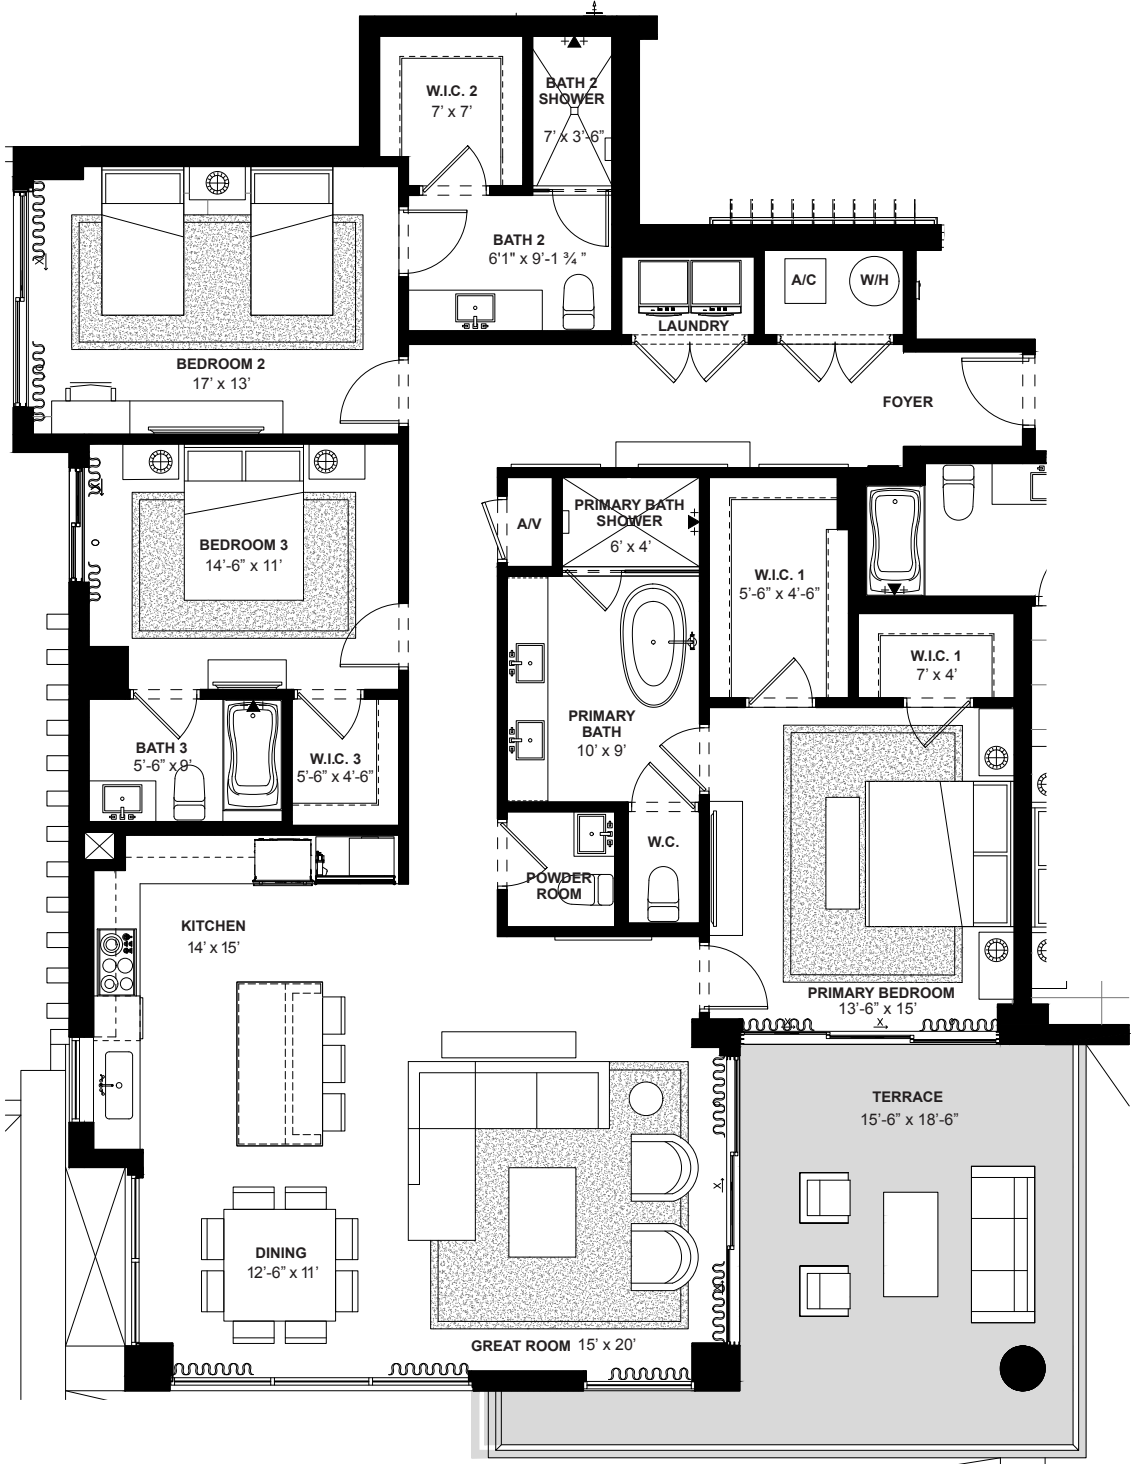 W.I.C. 2
7' x 7'
BATH 2
SHOWER
7' x 3'-6"
BATH 2
6'1" x 9'-1 ¾ "
A/C
W/H
LAUNDRY
BEDROOM 2
17' x 13'
FOYER
A/V
PRIMARY BATH
SHOWER
6' x 4'
BEDROOM 3
14'-6" x 11'
W.I.C. 1
5'-6" x 4'-6"
W.I.C. 1
7' x 4'
PRIMARY
BATH
10' x 9'
BATH 3
5'-6" x 9'
W.I.C. 3
5'-6" x 4'-6"
W.C.
POWDER
ROOM
KITCHEN
14' x 15'
PRIMARY BEDROOM
13'-6" x 15'
X
X
TERRACE
15'-6" x 18'-6"
X
DINING
12'-6" x 11'
GREAT ROOM 15' x 20'